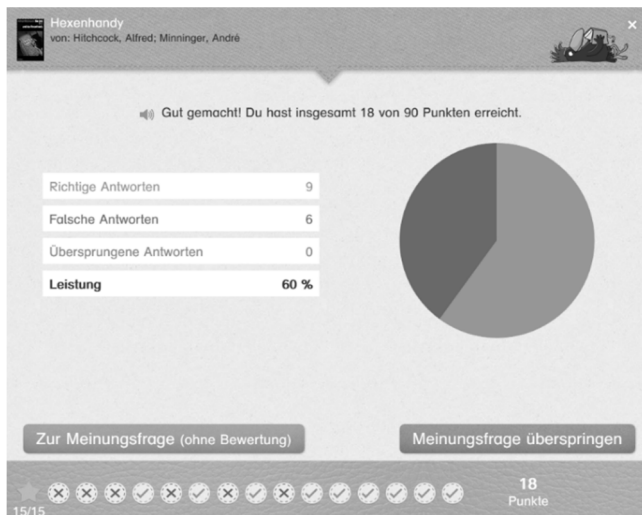 Hexenhandy
von: Hitchcock, Alfred; Minninger, André
Gut gemacht! Du hast insgesamt 18 von 90 Punkten erreicht.
Richtige Antworten 9
Falsche Antworten 6
Übersprungene Antworten 0
Leistung 60 %
Zur Meinungsfrage (ohne Bewertung)
Meinungsfrage überspringen
15/15
18
Punkte